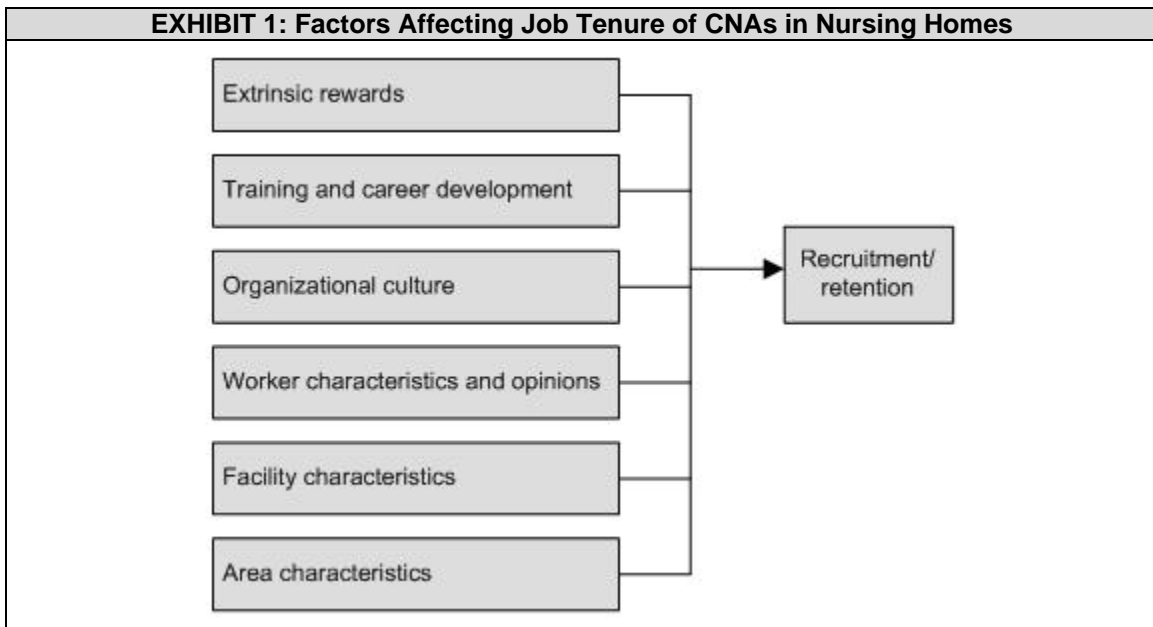 EXHIBIT 1: Factors Affecting Job Tenure of CNAs in Nursing Homes
Extrinsic rewards
Training and career development
Organizational culture
Worker characteristics and opinions
Facility characteristics
Area characteristics
Recruitment/
retention